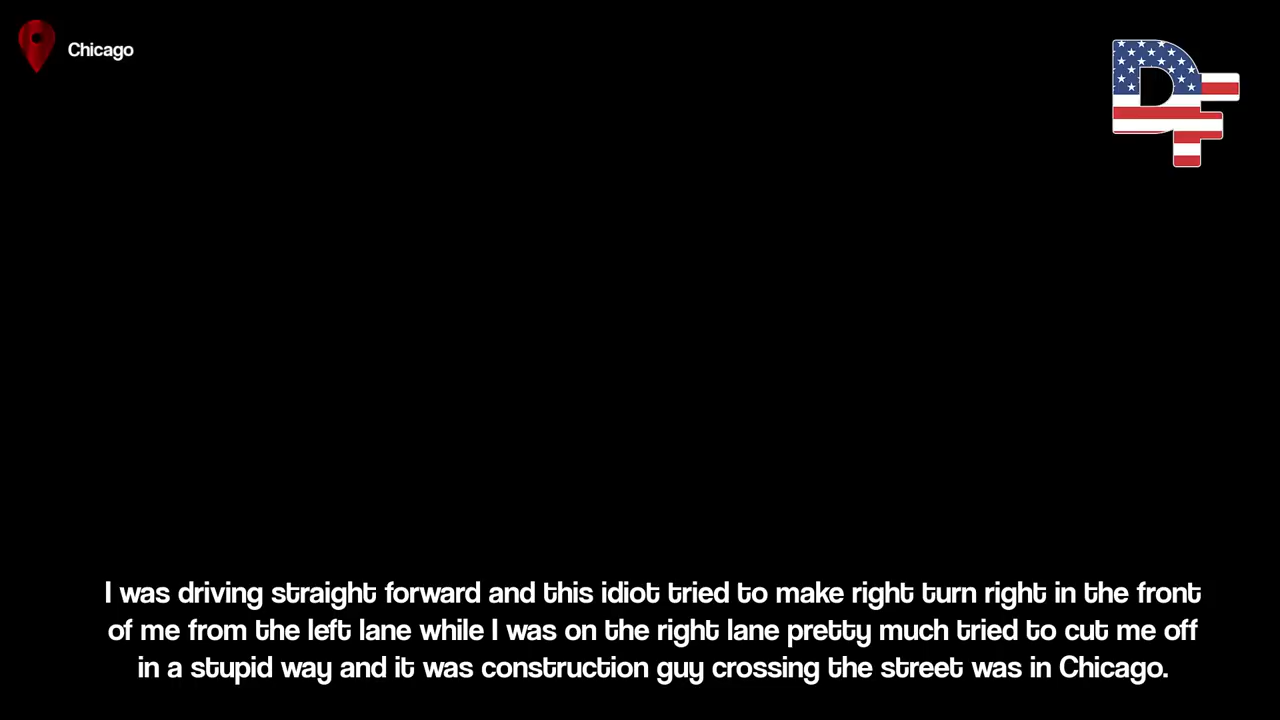 Chicago
DF
I was driving straight forward and this idiot tried to make right turn right in the front
of me from the left lane while I was on the right lane pretty much tried to cut me off
in a stupid way and it was construction guy crossing the street was in Chicago.